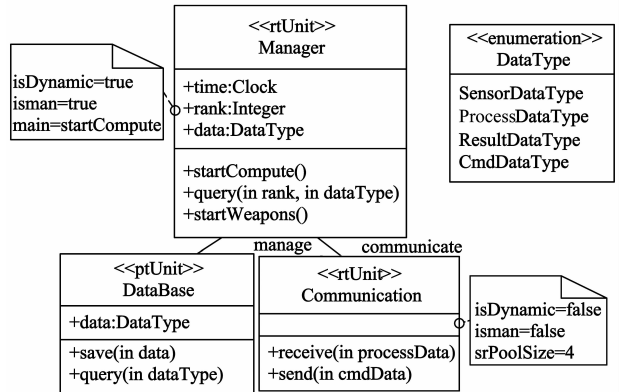 <<rtUnit>>
Manager
+time:Clock
+rank:Integer
+data:DataType
+startCompute()
+query(in rank, in dataType)
+startWeapons()
isDynamic=true
isman=true
main=startCompute
<<enumeration>>
DataType
SensorDataType
ProcessDataType
ResultDataType
CmdDataType
manage
communicate
<<ptUnit>>
DataBase
+data:DataType
+save(in data)
+query(in dataType)
<<rtUnit>>
Communication
+receive(in processData)
+send(in cmdData)
isDynamic=false
isman=false
srPoolSize=4